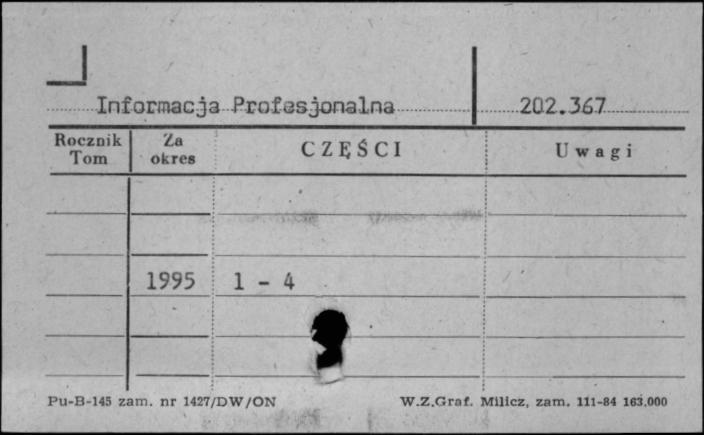 Informacja Profesjonalna 202.367
Rocznik Tom Za okres CZĘŚCI Uwagi
1995 1 - 4
Pu-B-145 zam. nr 1427/DW/ON W.Z.Graf. Milicz, zam. 111-84 163.000